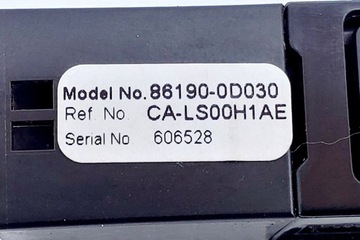 Model No. 86190-0D030
Ref. No. CA-LS00H1AE
Serial No 606528